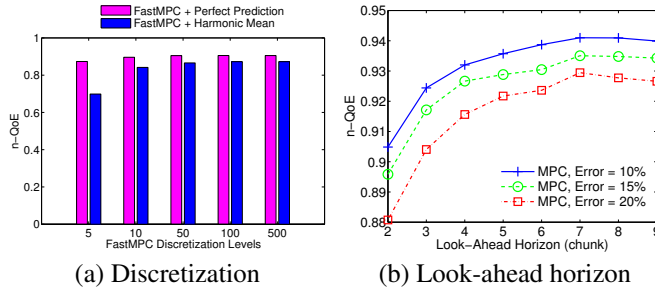 FastMPC + Perfect Prediction
FastMPC + Harmonic Mean
1
0.8
0.6
0.4
0.2
0
n-QoE
5 10 50 100 500
FastMPC Discretization Levels
(a) Discretization
0.95
0.94
0.93
0.92
0.91
0.9
0.89
0.88
n-QoE
MPC, Error = 10%
MPC, Error = 15%
MPC, Error = 20%
2 3 4 5 6 7 8 9
Look-Ahead Horizon (chunk)
(b) Look-ahead horizon